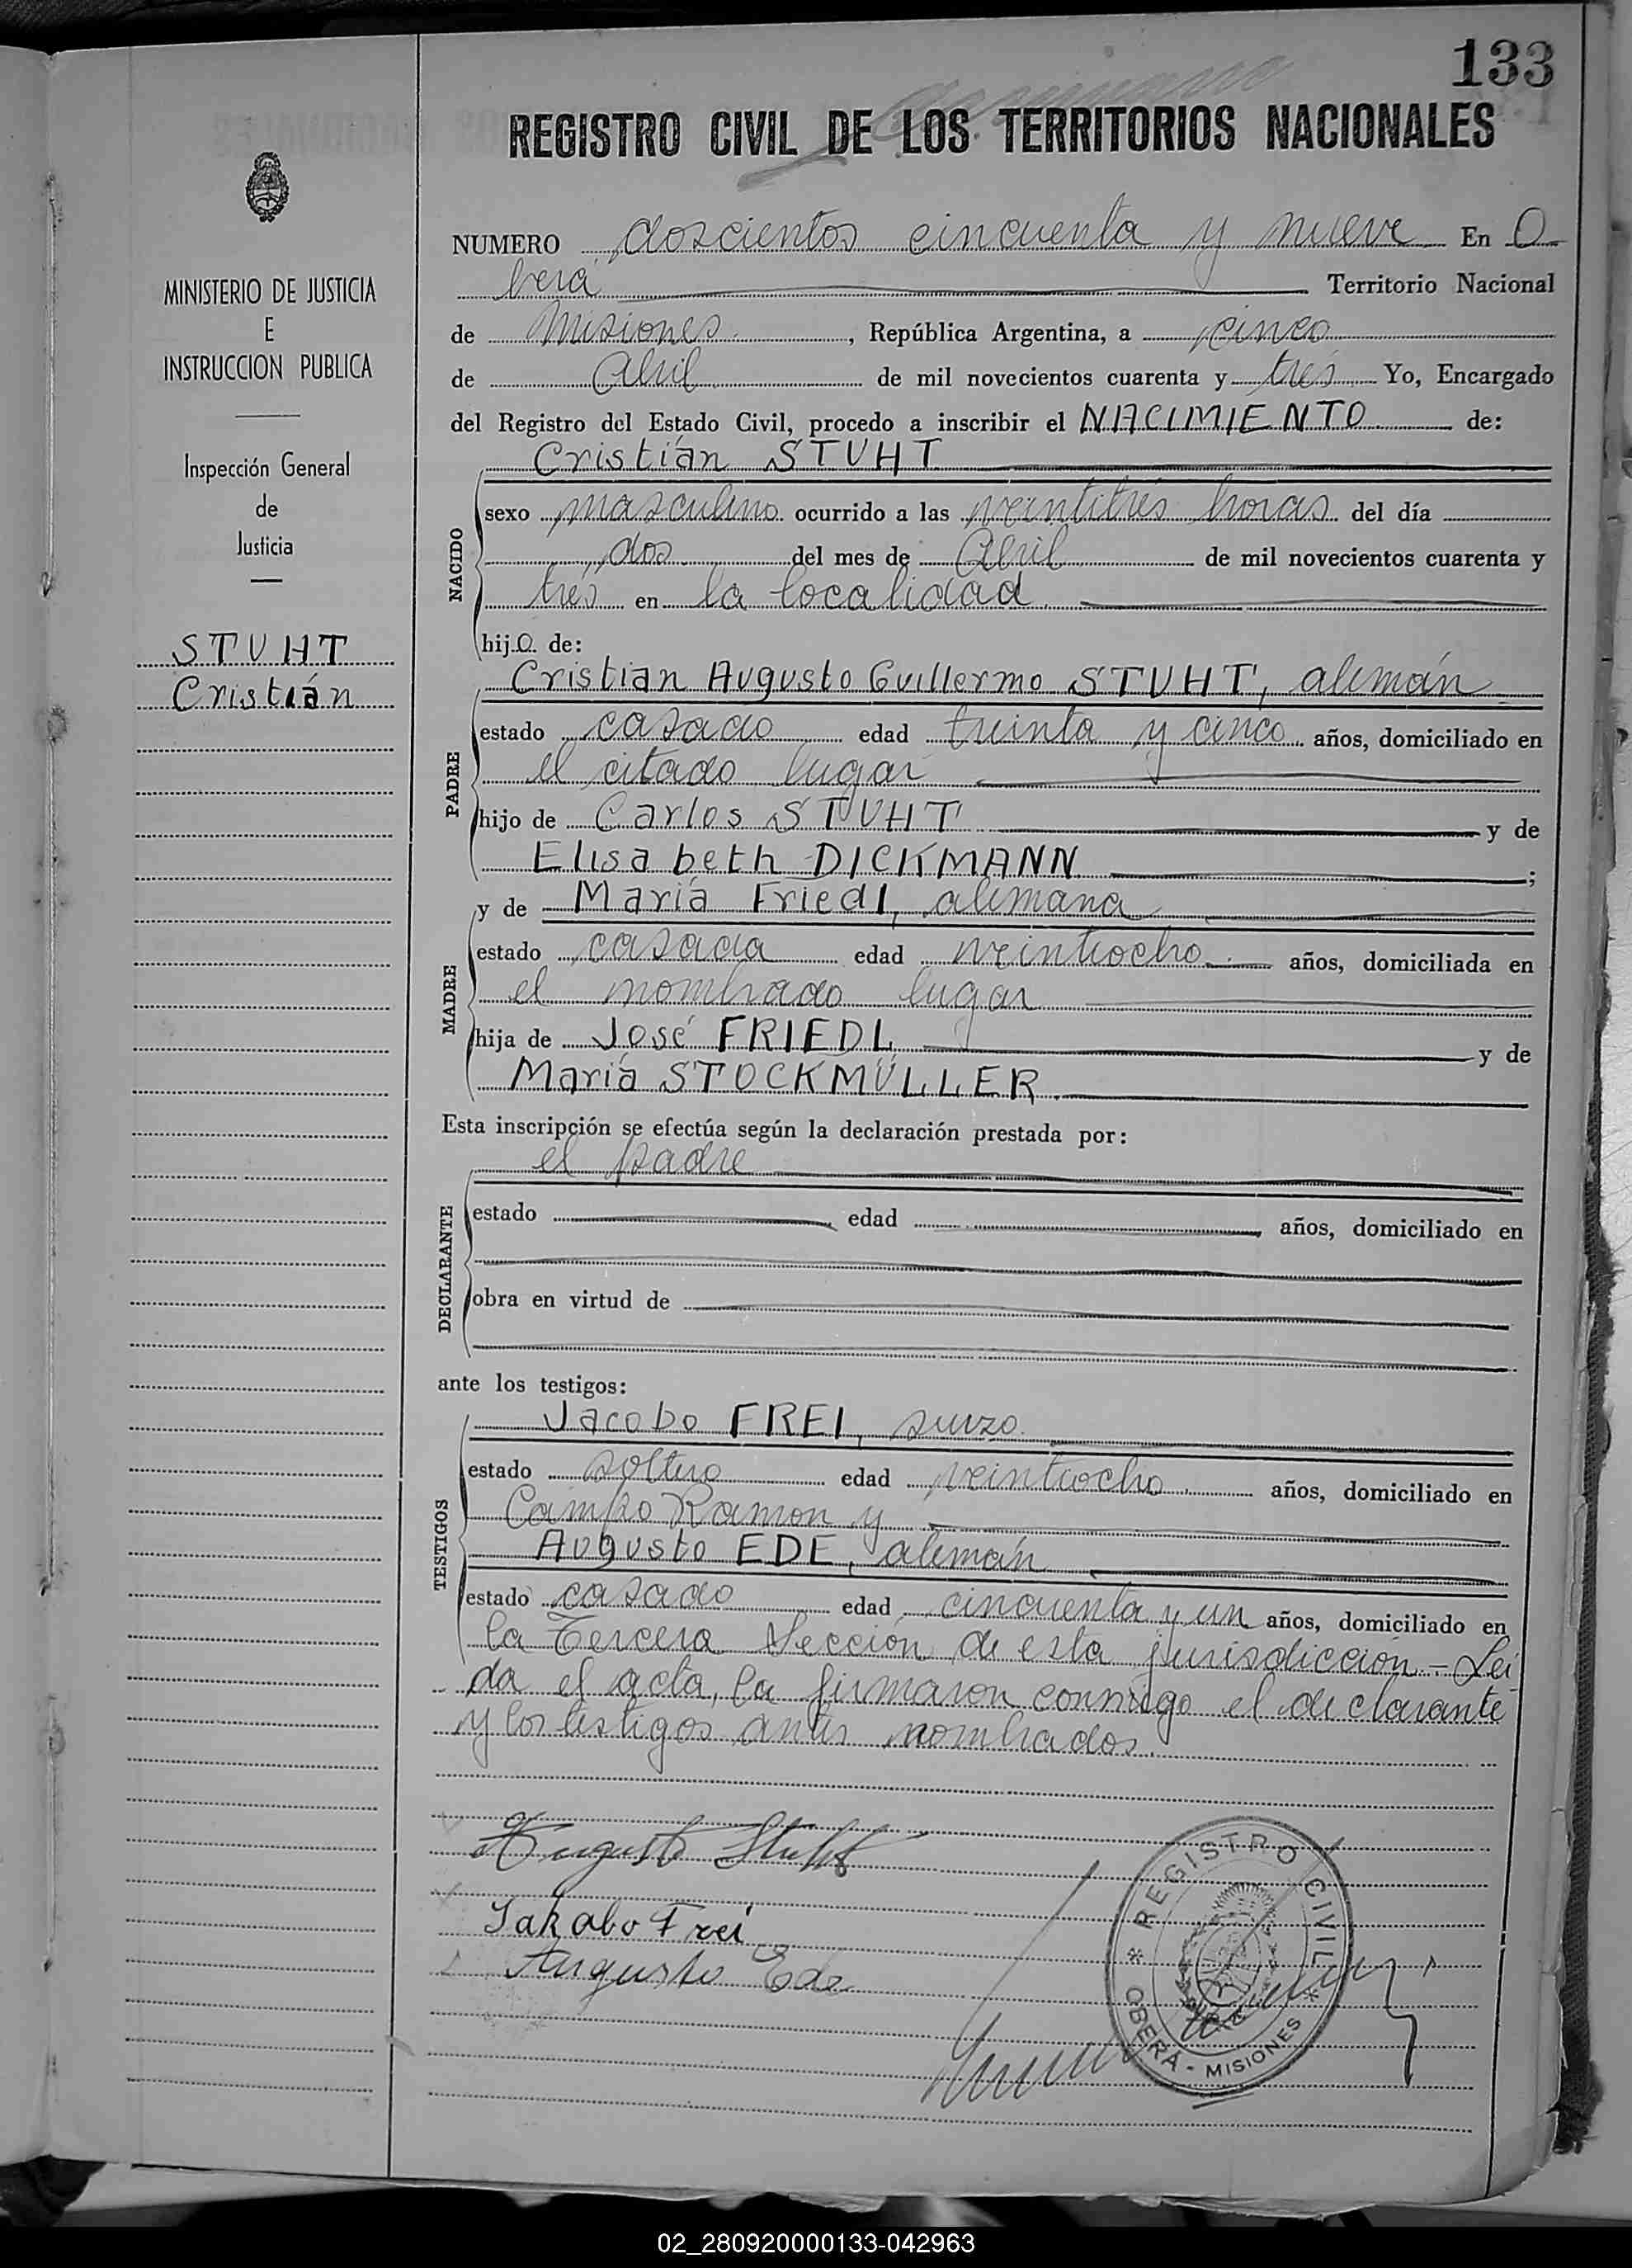 133
REGISTRO CIVIL DE LOS TERRITORIOS NACIONALES
MINISTERIO DE JUSTICIA
E
INSTRUCCION PUBLICA
Inspección General
de
Justicia
STUHT
Cristián
NUMERO doscientos cincuenta y nueve En O
berá Territorio Nacional
de Misiones, República Argentina, a cinco
de Abril de mil novecientos cuarenta y trés Yo, Encargado
del Registro del Estado Civil, procedo a inscribir el NACIMIENTO de:
Cristián STUHT
NACIDO
sexo masculino ocurrido a las veintitrés horas del día
dos del mes de Abril de mil novecientos cuarenta y
trés en la localidad
hijo de:
Cristian Augusto Guillermo STUHT, alemán
PADRE
estado casado edad treinta y cinco años, domiciliado en
el citado lugar
hijo de Carlos STUHT y de
Elisabeth DICKMANN ;
y de María Friedl, alemana
MADRE
estado casada edad veintiocho años, domiciliada en
el nombrado lugar
hija de José FRIEDL y de
María STOCKMÜLLER
Esta inscripción se efectúa según la declaración prestada por:
el padre
DECLARANTE
estado edad años, domiciliado en
obra en virtud de
ante los testigos:
Jacobo FREI, suizo
TESTIGOS
estado soltero edad veintiocho años, domiciliado en
Campo Ramon y
Augusto EDE, alemán
estado casado edad cincuenta y un años, domiciliado en
la Tercera Sección de esta jurisdicción.- Leí
da el acta, la firmaron conmigo el declarante
y los testigos antes nombrados.
Augusto Stuht
Jakobo Frei
Augusto Ede
REGISTRO CIVIL
OBERÁ - MISIONES
02_280920000133-042963